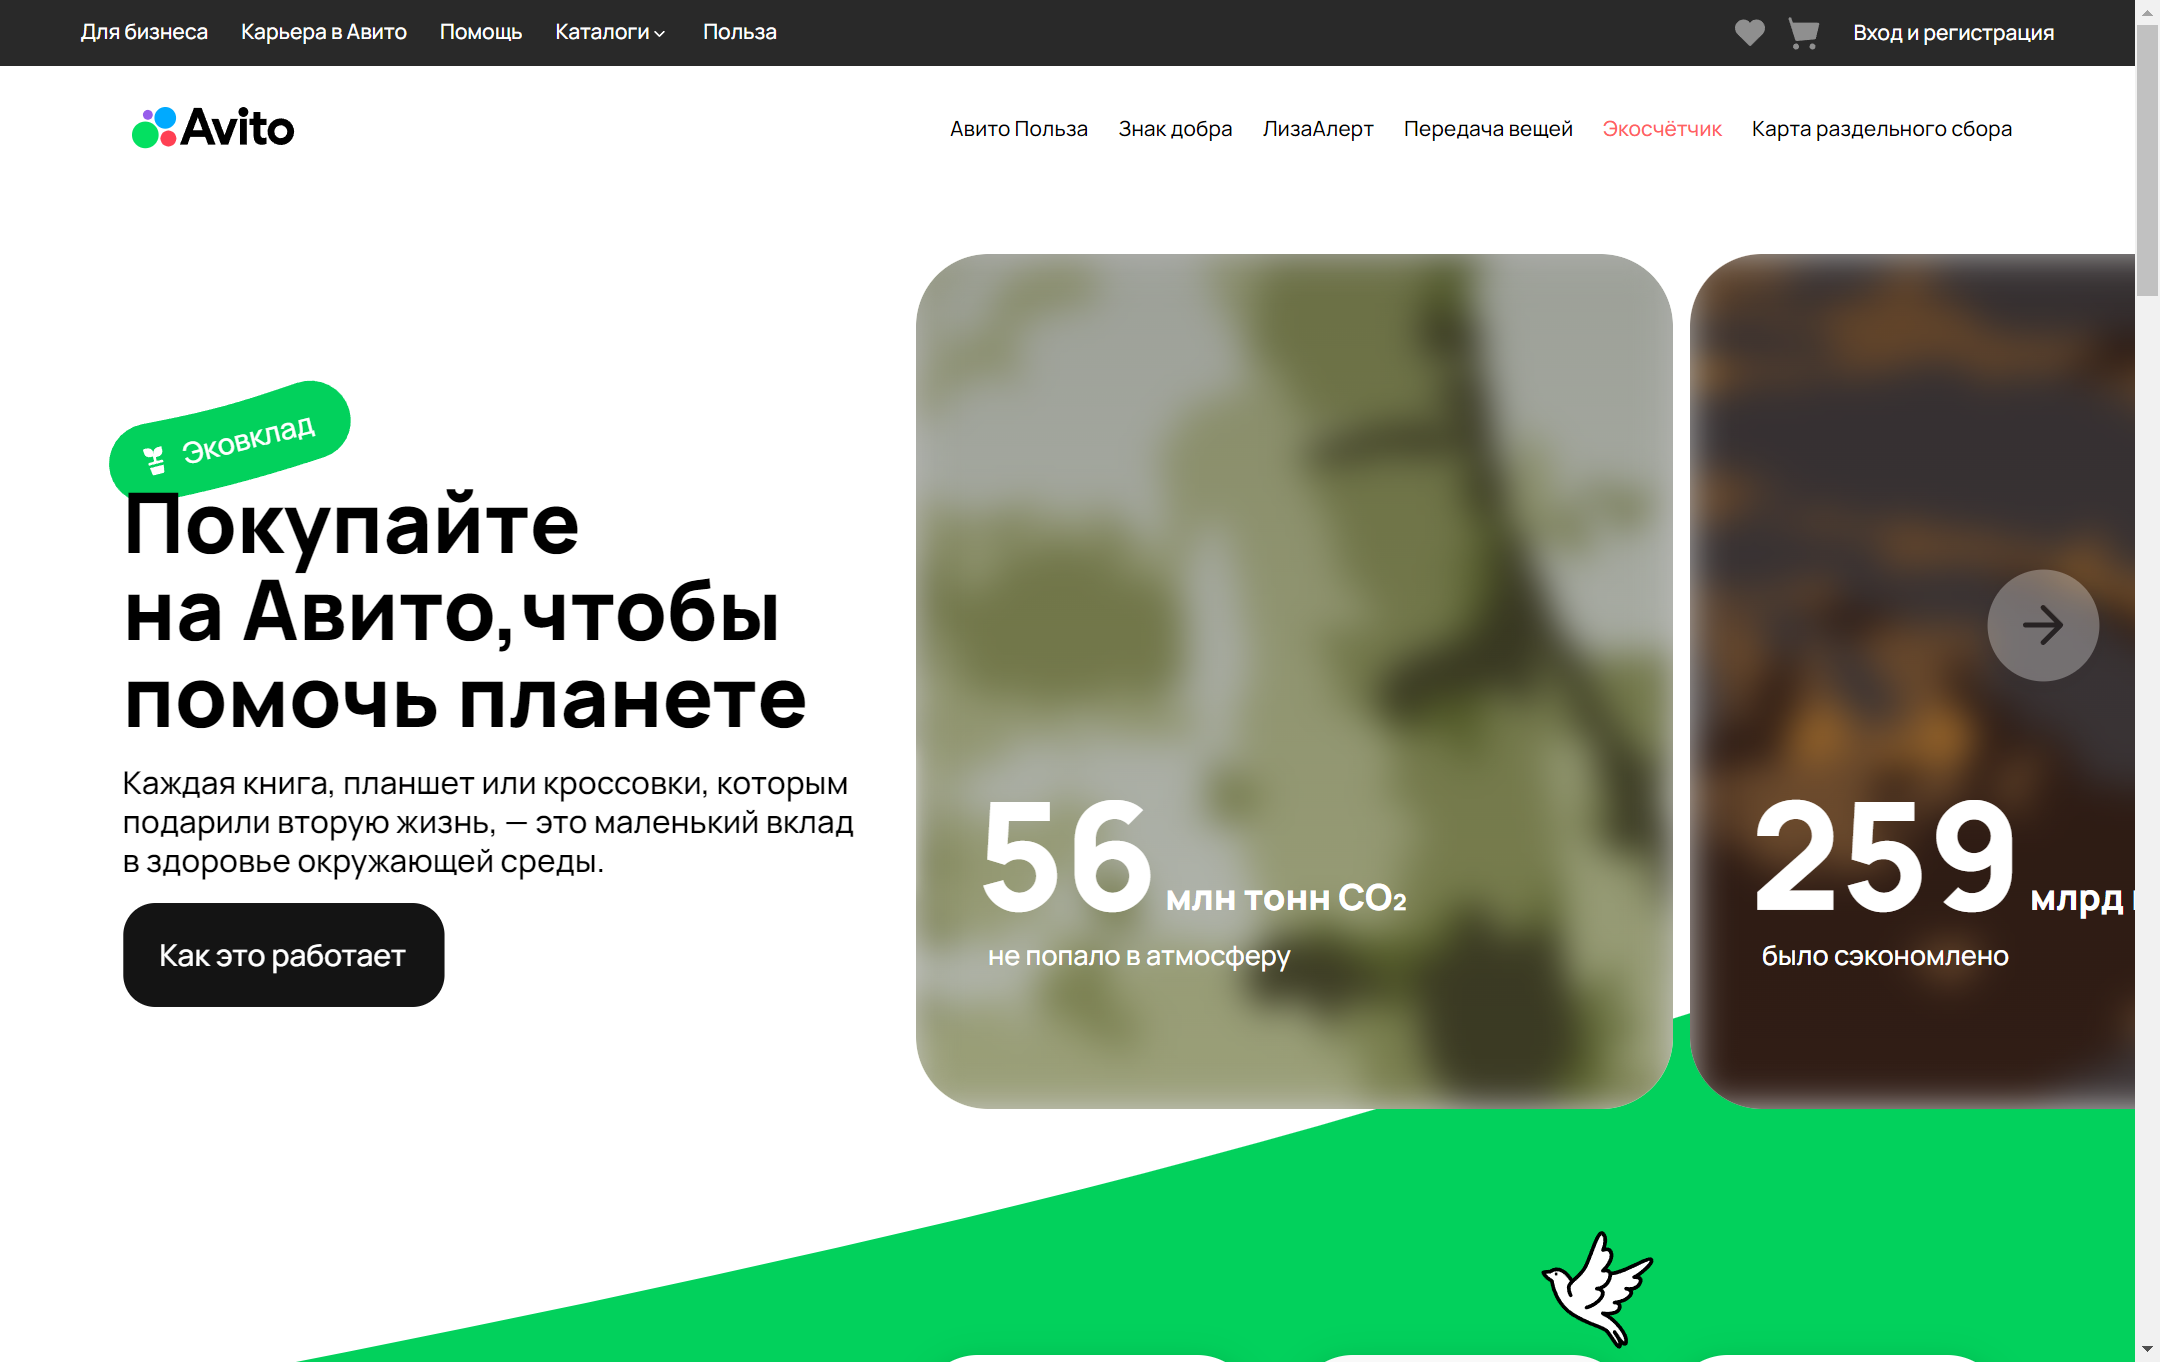 Для бизнеса Карьера в Авито Помощь Каталоги Польза Вход и регистрация
Avito
Авито Польза Знак добра ЛизаАлерт Передача вещей Экосчётчик Карта раздельного сбора
Эковклад
Покупайте
на Авито,чтобы
помочь планете
Каждая книга, планшет или кроссовки, которым
подарили вторую жизнь, — это маленький вклад
в здоровье окружающей среды.
Как это работает
56 млн тонн CO₂
не попало в атмосферу
259 млрд
было сэкономлено